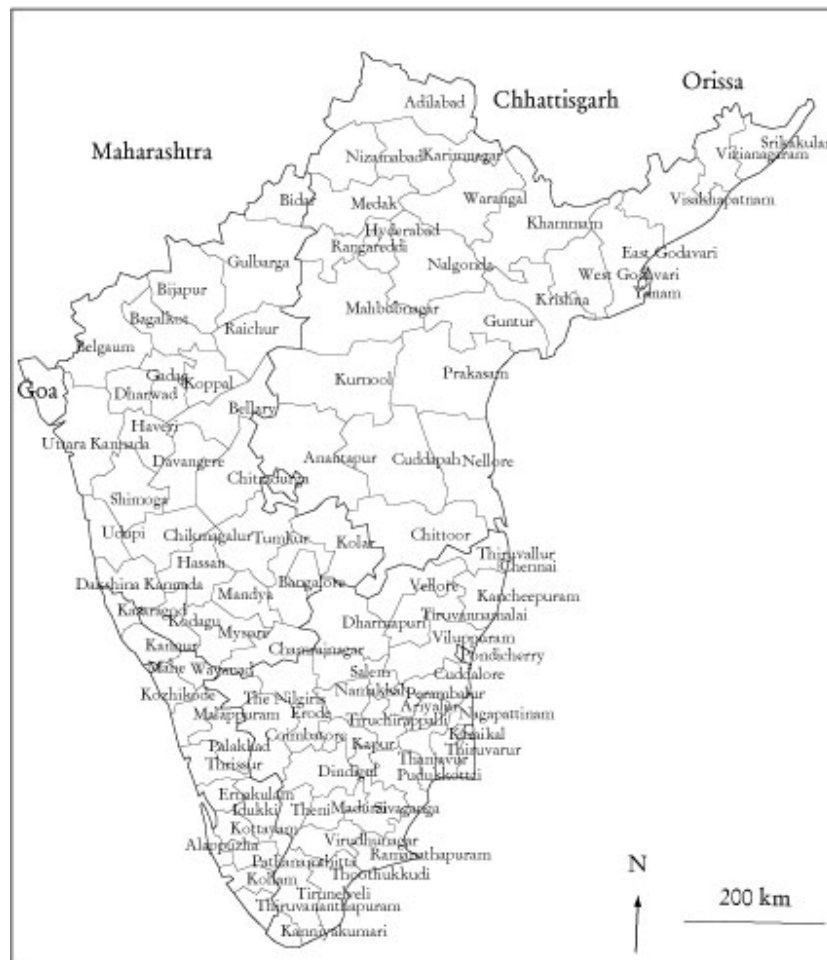 Orissa
Adilabad
Chhattisgarh
Srikakulam
Maharashtra
Nizamabad
Karimnagar
Vizianagaram
Bidar
Medak
Warangal
Visakhapatnam
Khammam
Hyderabad
Rangareddi
East Godavari
Gulbarga
Nalgonda
West Godavari
Bijapur
Yanam
Krishna
Mahbubnagar
Bagalkot
Guntur
Raichur
Belgaum
Gadag
Koppal
Kurnool
Prakasam
Goa
Dharwad
Bellary
Haveri
Uttara Kannada
Davangere
Anantapur
Cuddapah
Nellore
Chitradurga
Shimoga
Udupi
Chikmagalur
Tumkur
Kolar
Chittoor
Hassan
Thiruvallur
Chennai
Dakshina Kannada
Bangalore
Vellore
Mandya
Kancheepuram
Kazaragod
Kodagu
Dharmapuri
Tiruvannamalai
Mysore
Viluppuram
Kannur
Chamrajnagar
Pondicherry
Mahe
Wayanad
Salem
Cuddalore
Kozhikode
The Nilgiris
Namakkal
Perambalur
Ariyalur
Malappuram
Erode
Tiruchirappalli
Nagapattinam
Coimbatore
Karaikal
Palakhad
Karur
Thiruvarur
Thrissur
Thanjavur
Dindigul
Pudukkottei
Ernakulam
Idukki
Theni
Madurai
Sivaganga
Kottayam
Alappuzha
Virudhunagar
Ramanathapuram
Pathanamthitta
Thoothukkudi
Kollam
Tirunelveli
Thiruvananthapuram
Kanniyakumari
N
200 km